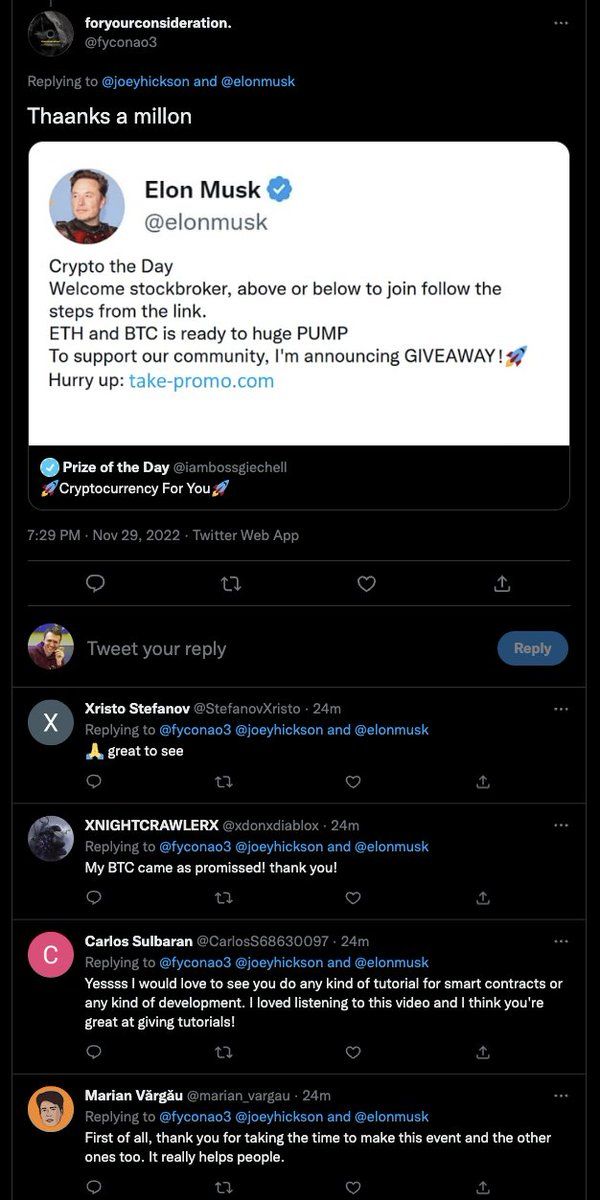 foryourconsideration.
@fyconao3
Replying to @joeyhickson and @elonmusk
Thaanks a millon
Elon Musk
@elonmusk
Crypto the Day
Welcome stockbroker, above or below to join follow the
steps from the link.
ETH and BTC is ready to huge PUMP
To support our community, I'm announcing GIVEAWAY!🚀
Hurry up: take-promo.com
Prize of the Day @iambossgiechell
🚀Cryptocurrency For You🚀
7:29 PM · Nov 29, 2022 · Twitter Web App
Tweet your reply
Reply
X
Xristo Stefanov @StefanovXristo · 24m
Replying to @fyconao3 @joeyhickson and @elonmusk
🙏 great to see
XNIGHTCRAWLERX @xdonxdiablox · 24m
Replying to @fyconao3 @joeyhickson and @elonmusk
My BTC came as promissed! thank you!
C
Carlos Sulbaran @CarlosS68630097 · 24m
Replying to @fyconao3 @joeyhickson and @elonmusk
Yessss I would love to see you do any kind of tutorial for smart contracts or
any kind of development. I loved listening to this video and I think you're
great at giving tutorials!
Marian Vărgău @marian_vargau · 24m
Replying to @fyconao3 @joeyhickson and @elonmusk
First of all, thank you for taking the time to make this event and the other
ones too. It really helps people.